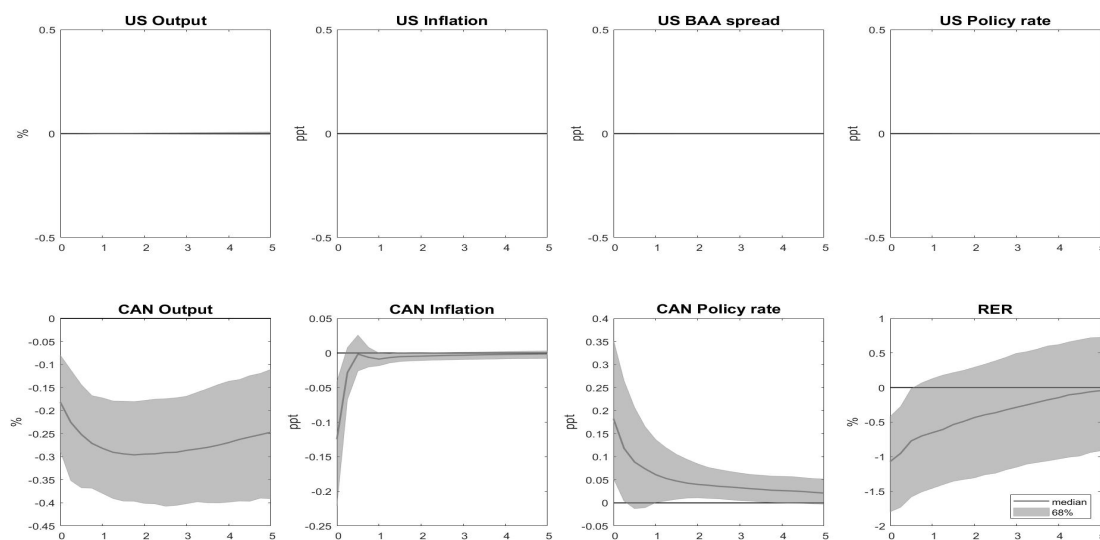 US Output
US Inflation
US BAA spread
US Policy rate
0.5
0.5
0.5
0.5
%
ppt
ppt
ppt
0
0
0
0
-0.5
-0.5
-0.5
-0.5
0 1 2 3 4 5
0 1 2 3 4 5
0 1 2 3 4 5
0 1 2 3 4 5
CAN Output
CAN Inflation
CAN Policy rate
RER
%
0
-0.05
-0.1
-0.15
-0.2
-0.25
-0.3
-0.35
-0.4
-0.45
0 1 2 3 4 5
ppt
0.05
0
-0.05
-0.1
-0.15
-0.2
-0.25
0 1 2 3 4 5
ppt
0.4
0.35
0.3
0.25
0.2
0.15
0.1
0.05
0
0.05
0 1 2 3 4 5
%
1
0.5
0
-0.5
-1
-1.5
-2
0 1 2 3 4 5
median
68%